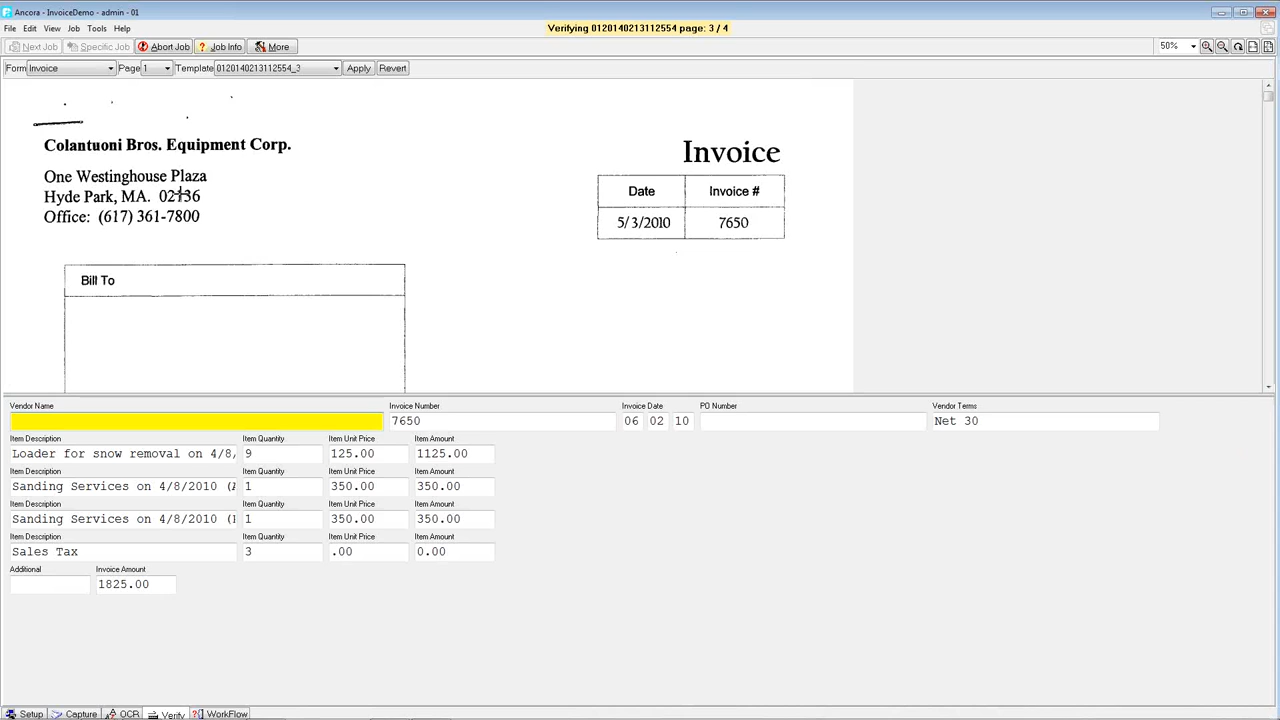 Ancora - InvoiceDemo - admin - 01
File Edit View Job Tools Help
Verifying 0120140213112554 page: 3 / 4
Next Job Specific Job Abort Job Job Info More
50%
Form Invoice Page 1 Template 0120140213112554_3 Apply Revert
Colantuoni Bros. Equipment Corp.
One Westinghouse Plaza
Hyde Park, MA. 02136
Office: (617) 361-7800
Invoice
Date Invoice #
5/3/2010 7650
Bill To
Vendor Name Invoice Number Invoice Date PO Number Vendor Terms
7650 06 02 10 Net 30
Item Description Item Quantity Item Unit Price Item Amount
Loader for snow removal on 4/8, 9 125.00 1125.00
Item Description Item Quantity Item Unit Price Item Amount
Sanding Services on 4/8/2010 ( 1 350.00 350.00
Item Description Item Quantity Item Unit Price Item Amount
Sanding Services on 4/8/2010 ( 1 350.00 350.00
Item Description Item Quantity Item Unit Price Item Amount
Sales Tax 3 .00 0.00
Additional Invoice Amount
1825.00
Setup Capture OCR Verify WorkFlow